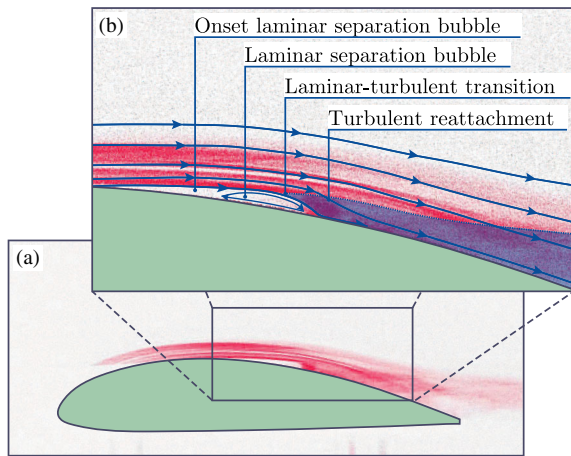 (b)
Onset laminar separation bubble
Laminar separation bubble
Laminar-turbulent transition
Turbulent reattachment
(a)